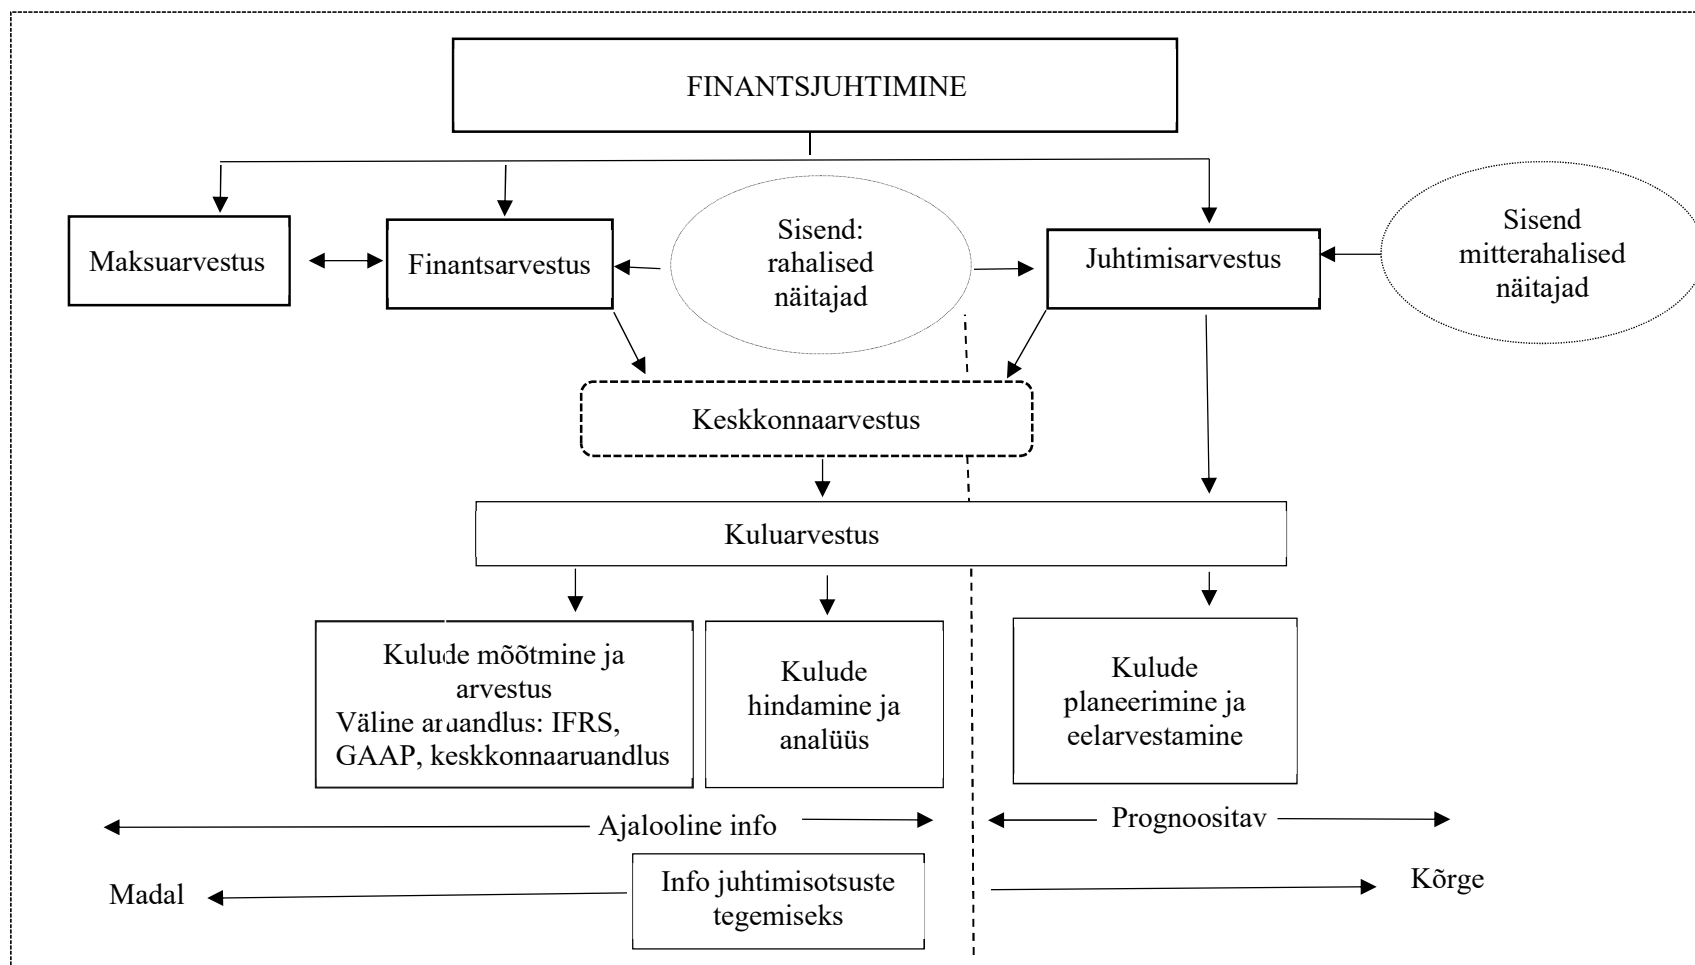 FINANTSJUHTIMINE
Maksuarvestus
Finantsarvestus
Sisend:
rahalised
näitajad
Juhtimisarvestus
Sisend
mitterahalised
näitajad
Keskkonnaarvestus
Kuluarvestus
Kulude mõõtmine ja
arvestus
Väline aruandlus: IFRS,
GAAP, keskkonnaaruandlus
Kulude
hindamine ja
analüüs
Kulude
planeerimine ja
eelarvestamine
Ajalooline info
Prognoositav
Madal
Info juhtimisotsuste
tegemiseks
Kõrge